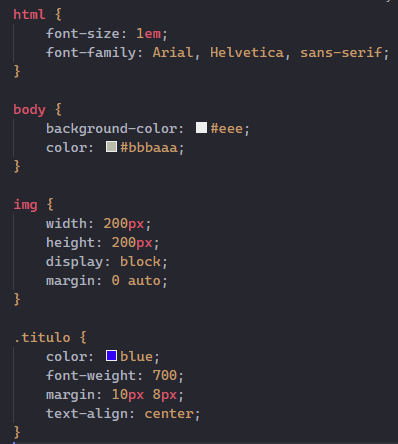 html {
    font-size: 1em;
    font-family: Arial, Helvetica, sans-serif;
}

body {
    background-color: #eee;
    color: #bbbaaa;
}

img {
    width: 200px;
    height: 200px;
    display: block;
    margin: 0 auto;
}

.titulo {
    color: blue;
    font-weight: 700;
    margin: 10px 8px;
    text-align: center;
}